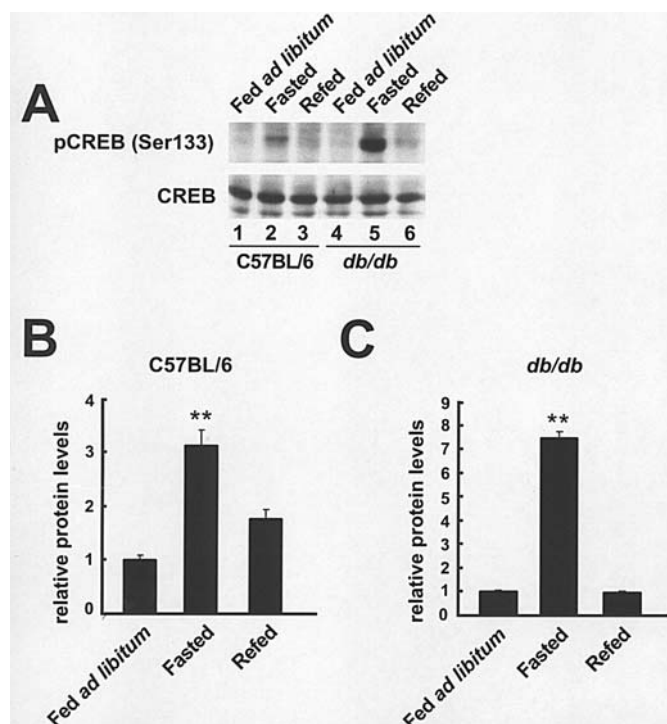 A
Fed ad libitum
Fasted
Refed
Fed ad libitum
Fasted
Refed
pCREB (Ser133)
CREB
1 2 3 4 5 6
C57BL/6 db/db
B
C57BL/6
relative protein levels
4
3
2
1
0
**
Fed ad libitum
Fasted
Refed
C
db/db
relative protein levels
9
8
7
6
5
4
3
2
1
0
**
Fed ad libitum
Fasted
Refed